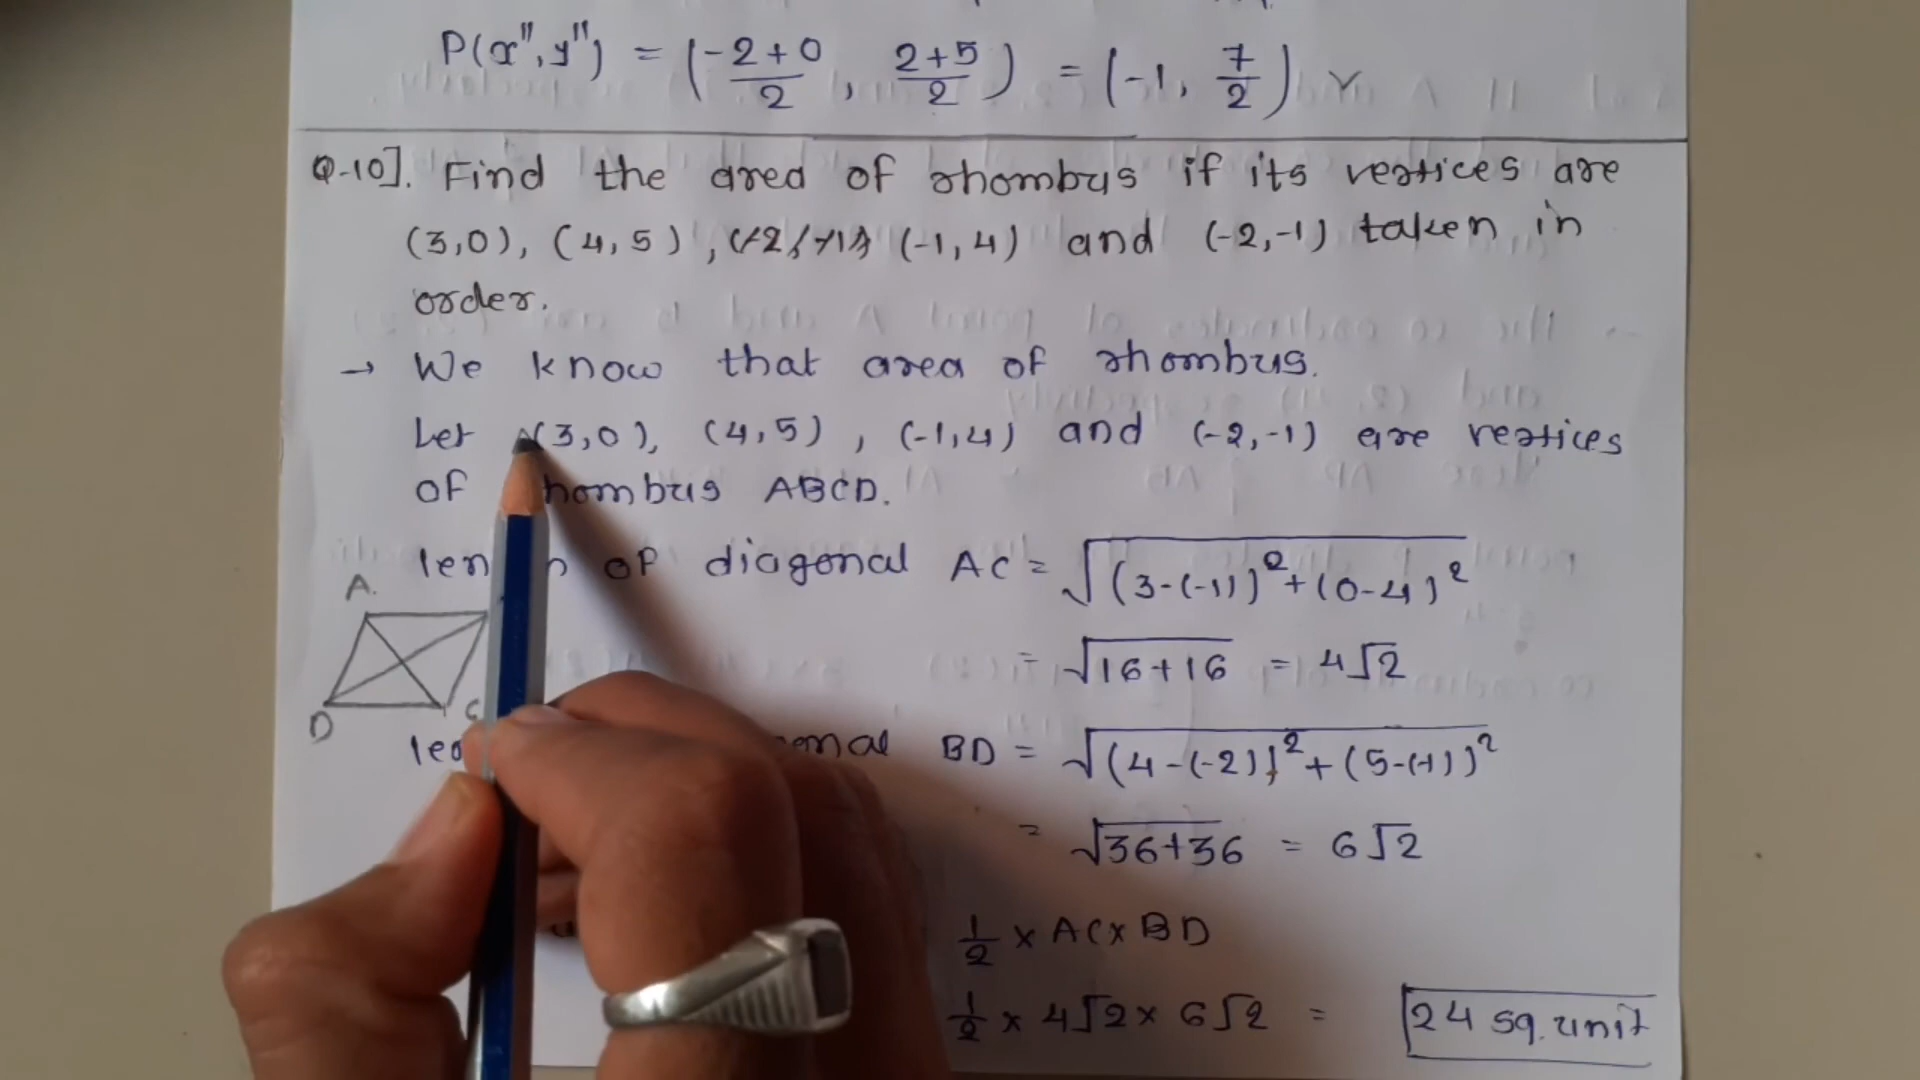 P(x",y") = (-2+0/2, 2+5/2) = (-1, 7/2)
Q-10]. Find the area of rhombus if its vertices are
(3,0), (4,5), (-2,-1) (-1,4) and (-2,-1) taken in
order.
→ We know that area of rhombus.
Let A(3,0), (4,5), (-1,4) and (-2,-1) are vertices
of hombus ABCD.
len of diagonal AC = √(3-(-1))²+(0-4)²
A.
= √16+16 = 4√2
D C
onal BD = √(4-(-2))²+(5-(-1))²
= √36+36 = 6√2
1/2 × AC × BD
1/2 × 4√2 × 6√2 = 24 sq. unit